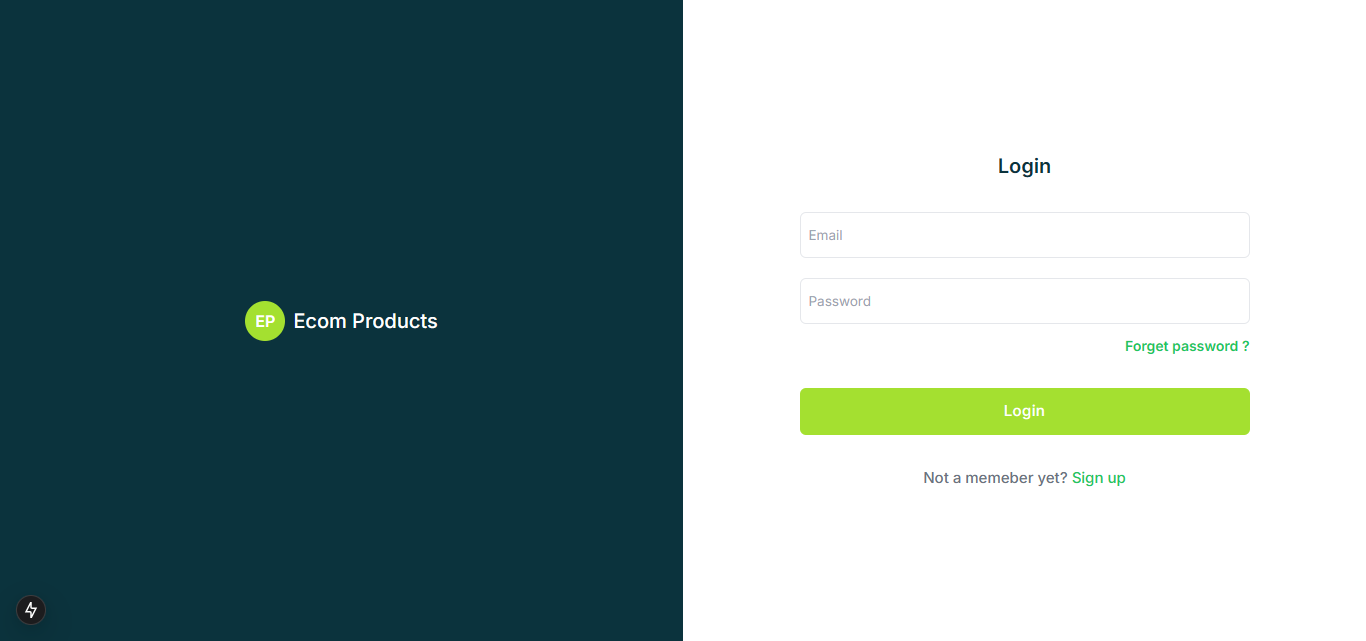 EP Ecom Products
Login
Email
Password
Forget password ?
Login
Not a memeber yet? Sign up